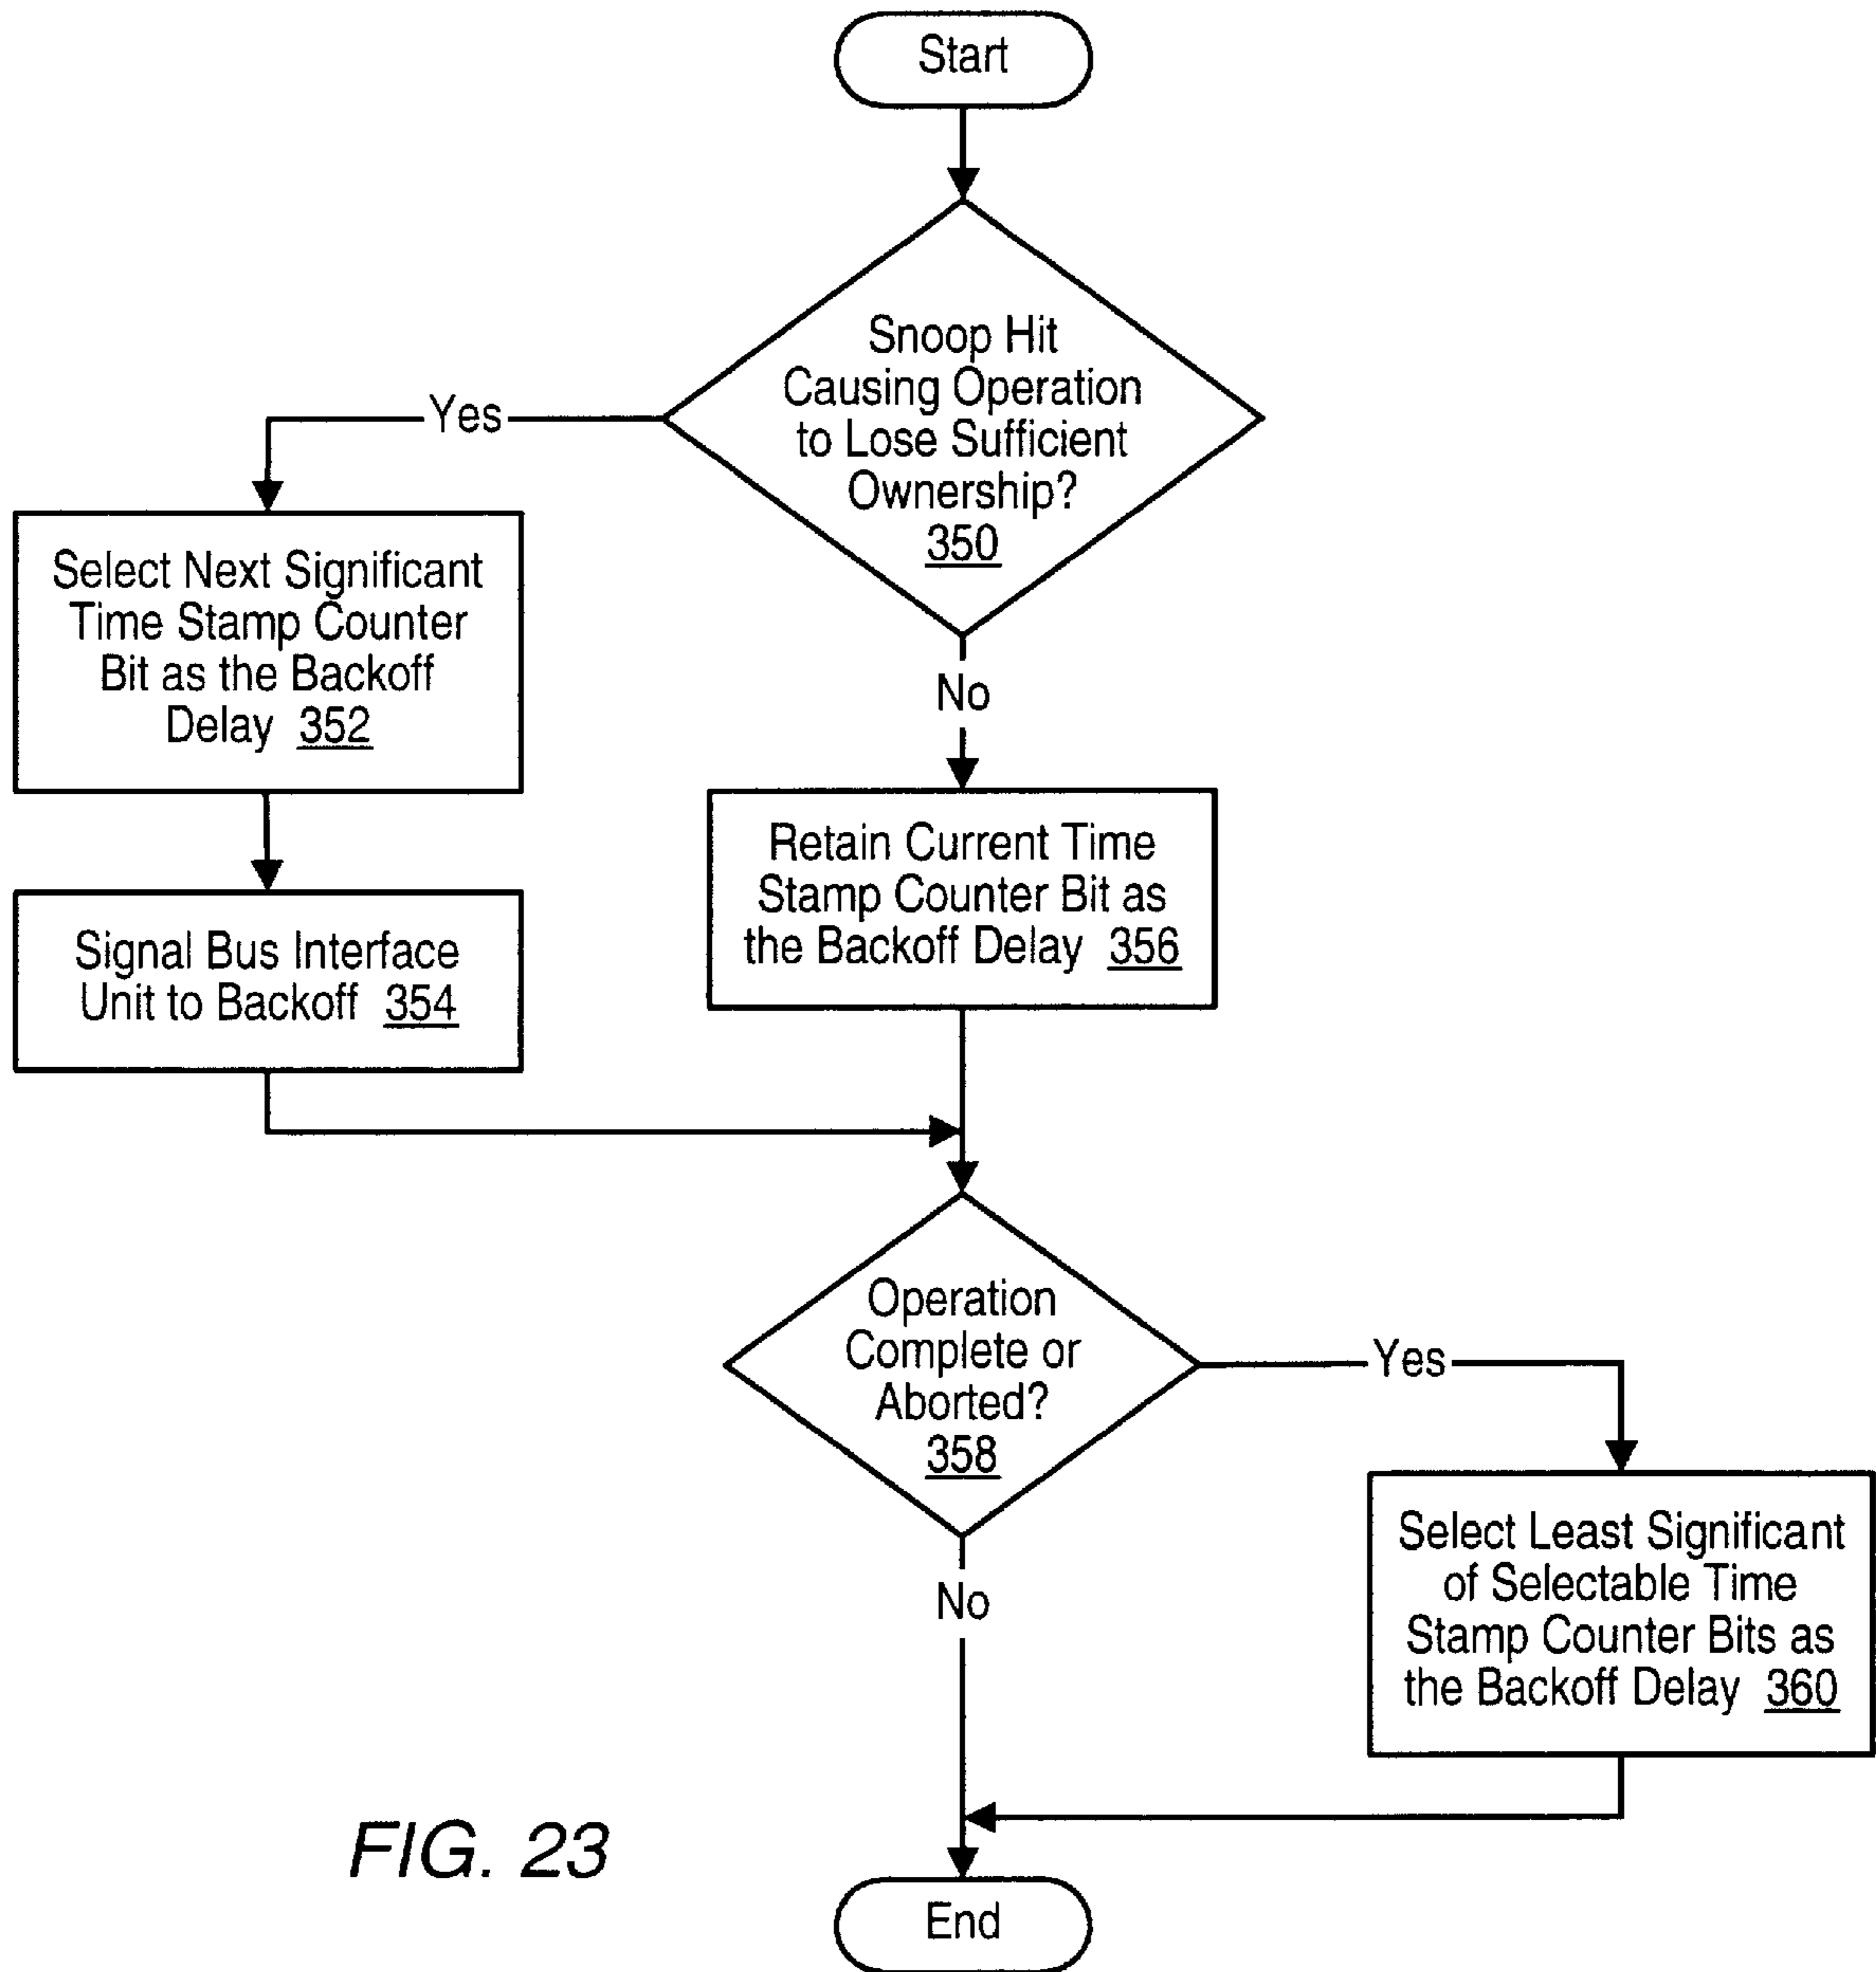 Start
Snoop Hit
Causing Operation
to Lose Sufficient
Ownership?
350
Yes
No
Select Next Significant
Time Stamp Counter
Bit as the Backoff
Delay 352
Signal Bus Interface
Unit to Backoff 354
Retain Current Time
Stamp Counter Bit as
the Backoff Delay 356
Operation
Complete or
Aborted?
358
Yes
No
Select Least Significant
of Selectable Time
Stamp Counter Bits as
the Backoff Delay 360
FIG. 23
End